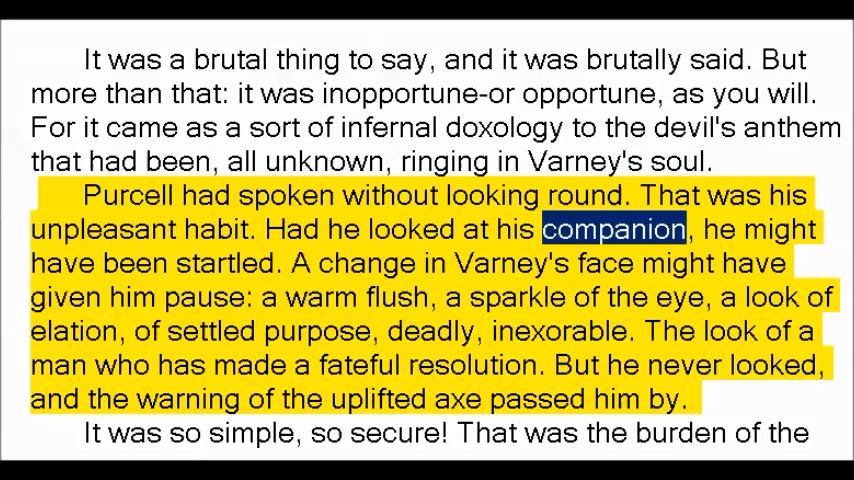 It was a brutal thing to say, and it was brutally said. But
more than that: it was inopportune-or opportune, as you will.
For it came as a sort of infernal doxology to the devil's anthem
that had been, all unknown, ringing in Varney's soul.
Purcell had spoken without looking round. That was his
unpleasant habit. Had he looked at his companion, he might
have been startled. A change in Varney's face might have
given him pause: a warm flush, a sparkle of the eye, a look of
elation, of settled purpose, deadly, inexorable. The look of a
man who has made a fateful resolution. But he never looked,
and the warning of the uplifted axe passed him by.
It was so simple, so secure! That was the burden of the